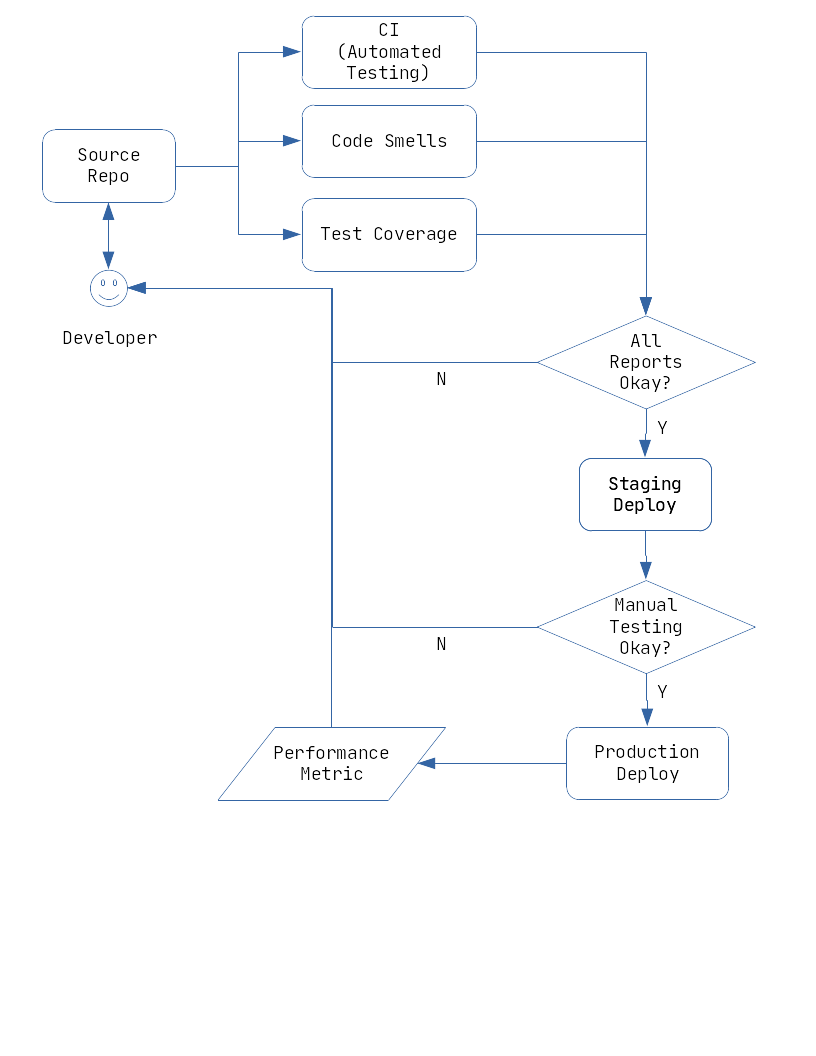 CI
(Automated
Testing)
Source
Repo
Code Smells
Test Coverage
Developer
All
Reports
Okay?
N
Y
Staging
Deploy
Manual
Testing
Okay?
N
Y
Production
Deploy
Performance
Metric